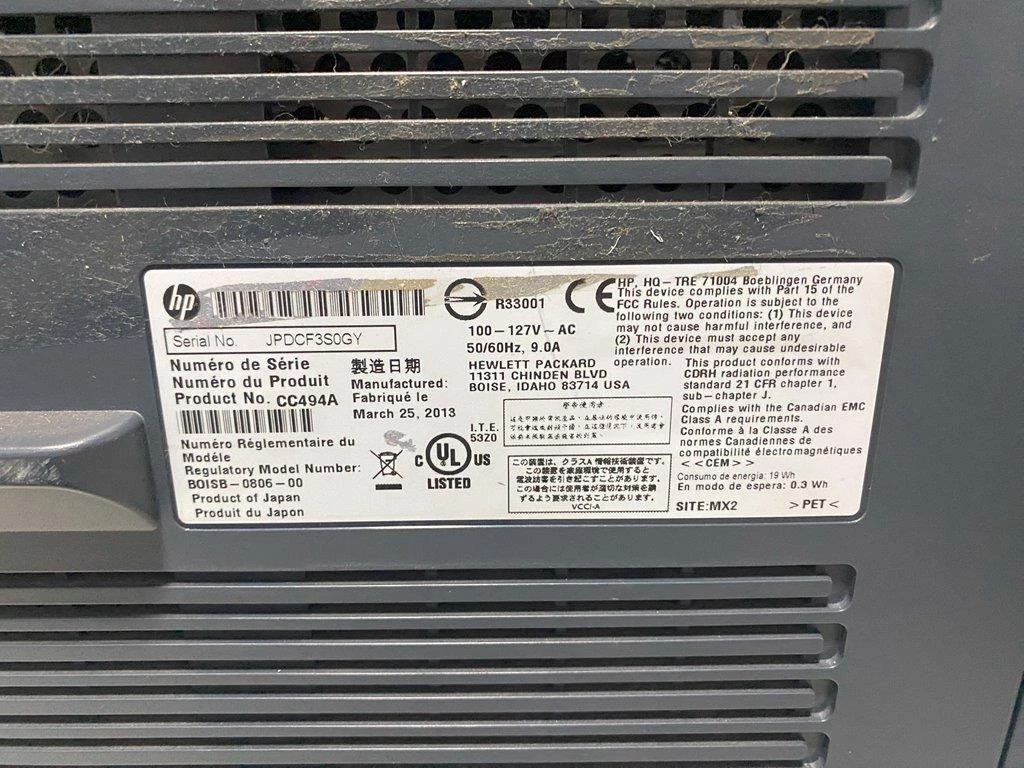 hp
R33001
CE
Serial No. JPDCF3S0GY
100-127V~AC
50/60Hz, 9.0A
HEWLETT PACKARD
11311 CHINDEN BLVD
BOISE, IDAHO 83714 USA
Numéro de Série
Numéro du Produit
Product No. CC494A
製造日期
Manufactured:
Fabriqué le
March 25, 2013
Numéro Réglementaire du
Modéle
Regulatory Model Number:
BOISB-0806-00
Product of Japan
Produit du Japon
I.T.E.
53Z0
C UL US
LISTED
警告使用者
この装置は、クラスA 情報技術装置です。
この装置を家庭環境で使用すると
電波妨害を引き起こすことがあります。
この場合には使用者が適切な対策を講
ずるよう要求されることがあります。
VCCI-A
HP, HQ-TRE 71004 Boeblingen Germany
This device complies with Part 15 of the
FCC Rules. Operation is subject to the
following two conditions: (1) This device
may not cause harmful interference, and
(2) This device must accept any
interference that may cause undesirable
operation.
This product conforms with
CDRH radiation performance
standard 21 CFR chapter 1,
sub-chapter J.
Complies with the Canadian EMC
Class A requirements.
Conforme à la Classe A des
normes Canadiennes de
compatibilité électromagnétiques
<<CEM>>
Consumo de energia: 19 Wh
En modo de espera: 0.3 Wh
SITE:MX2 >PET<